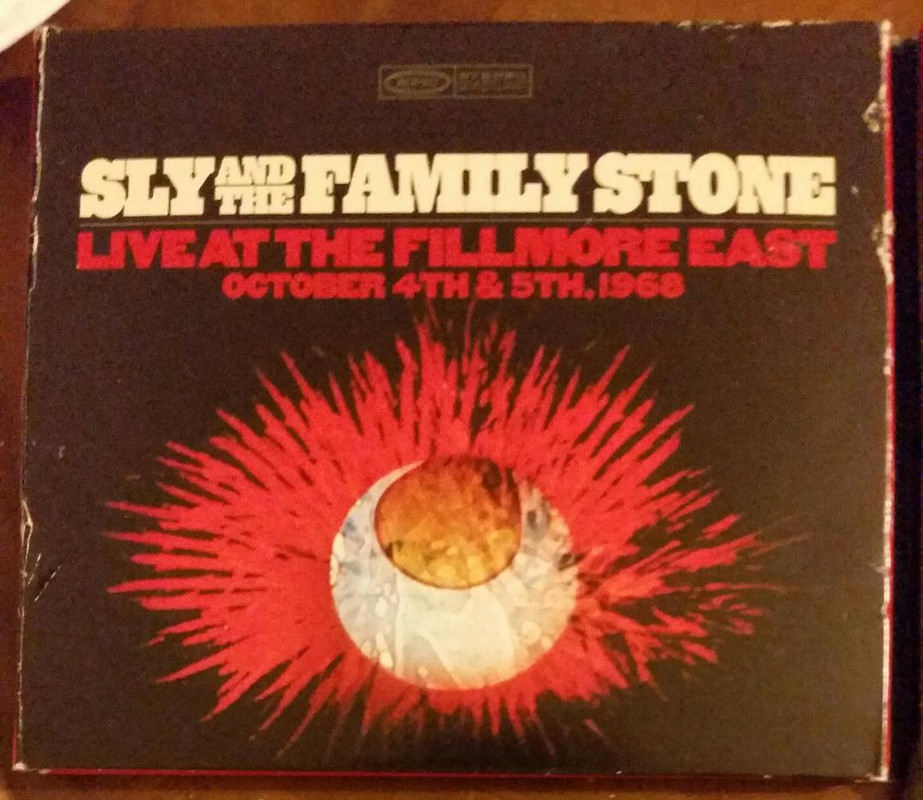 SLY AND THE FAMILY STONE
LIVE AT THE FILLMORE EAST
OCTOBER 4TH & 5TH, 1968